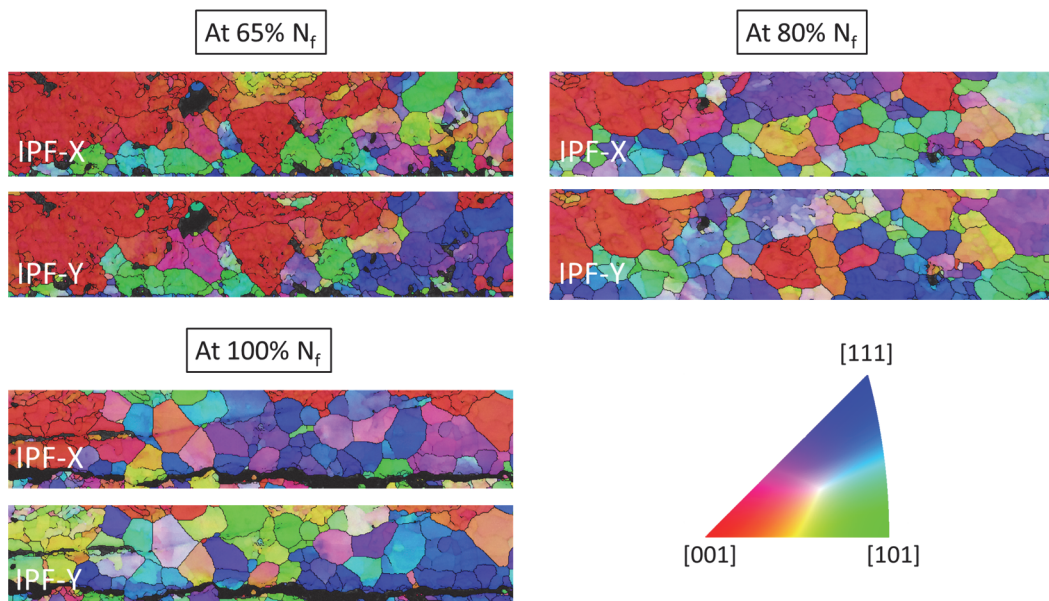 At 65% Nf
At 80% Nf
IPF-X
IPF-X
IPF-Y
IPF-Y
At 100% Nf
IPF-X
IPF-Y
[111]
[001]
[101]